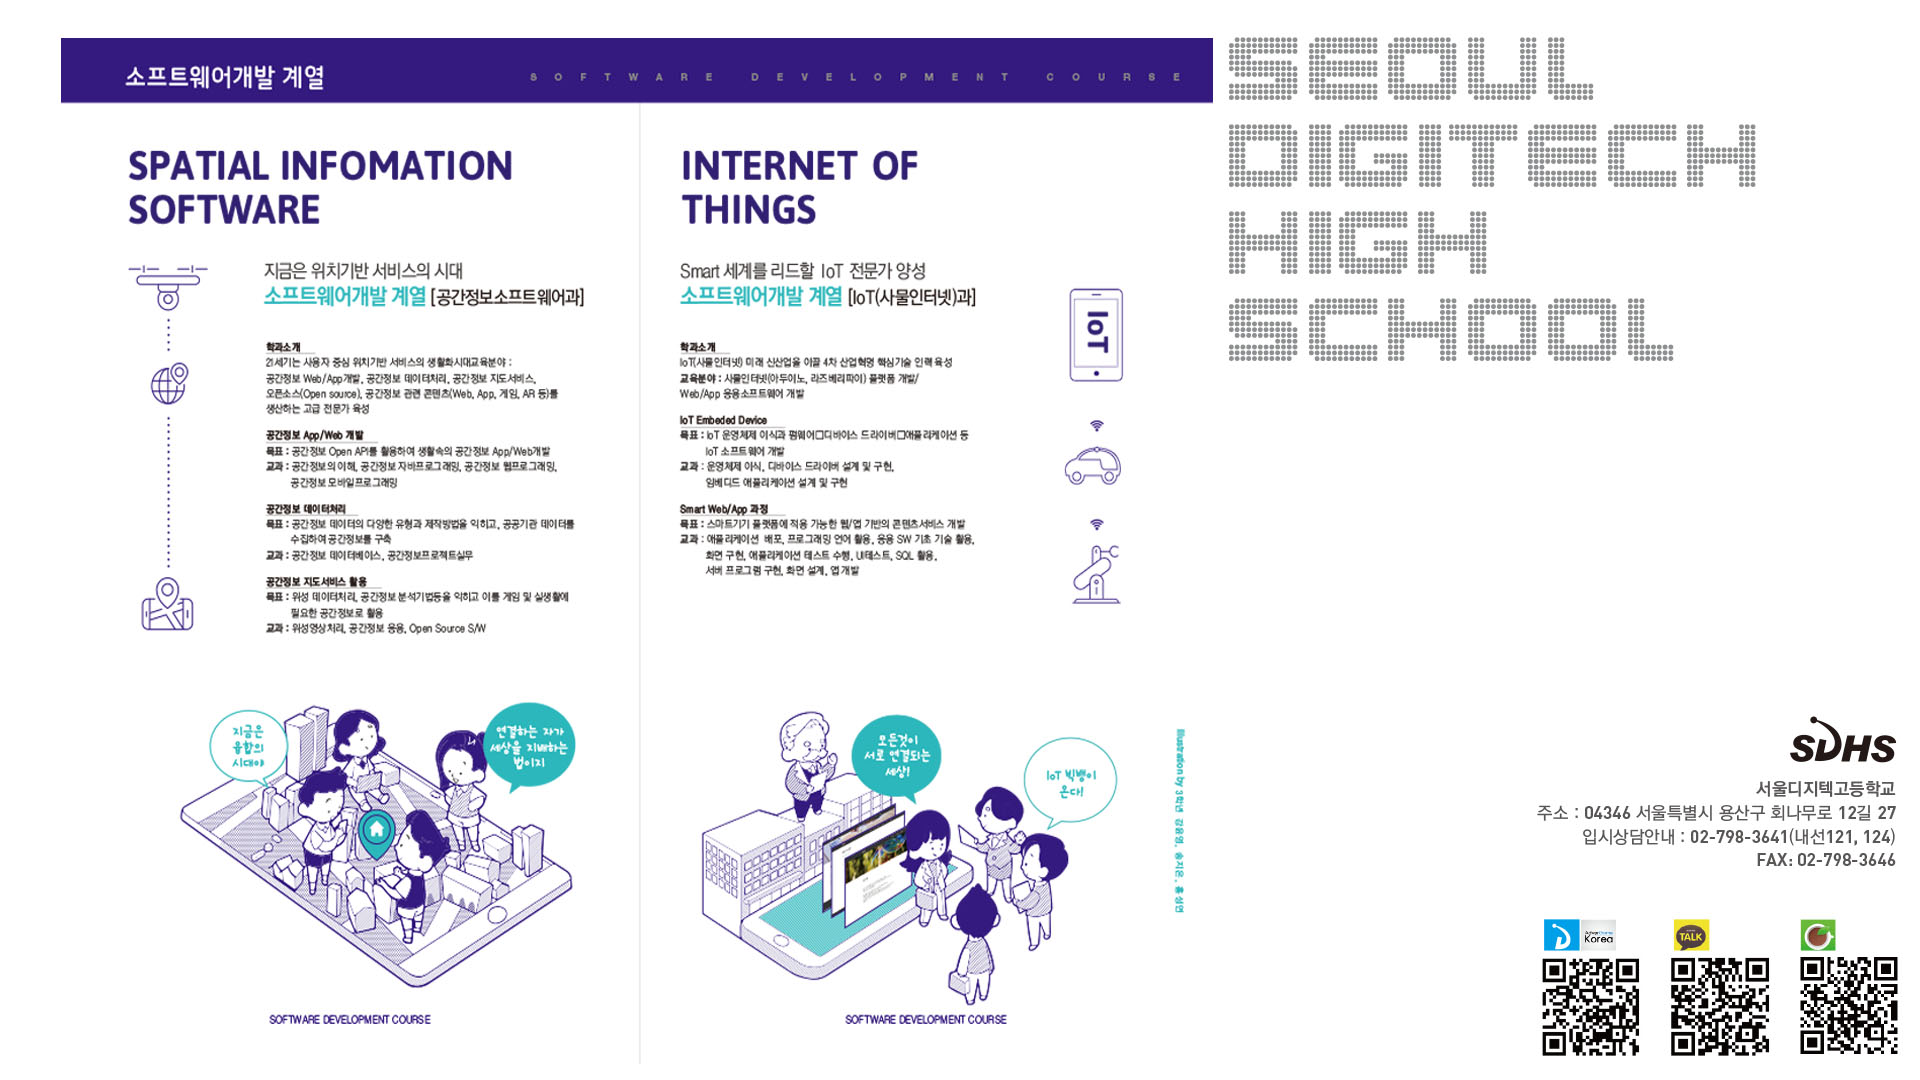 소프트웨어개발 계열
SOFTWARE DEVELOPMENT COURSE
SPATIAL INFOMATION
SOFTWARE
지금은 위치기반 서비스의 시대
소프트웨어개발 계열 [공간정보소프트웨어과]
학과소개
21세기는 사용자 중심 위치기반 서비스의 생활화시대교육분야 :
공간정보 Web/App개발, 공간정보 데이터처리, 공간정보 지도서비스,
오픈소스(Open source), 공간정보 관련 콘텐츠(Web, App, 게임, AR 등)를
생산하는 고급 전문가 육성
공간정보 App/Web 개발
목표 : 공간정보 Open API를 활용하여 생활속의 공간정보 App/Web개발
교과 : 공간정보의 이해, 공간정보 자바프로그래밍, 공간정보 웹프로그래밍,
공간정보 모바일프로그래밍
공간정보 데이터처리
목표 : 공간정보 데이터의 다양한 유형과 제작방법을 익히고, 공공기관 데이터를
수집하여 공간정보를 구축
교과 : 공간정보 데이터베이스, 공간정보프로젝트실무
공간정보 지도서비스 활용
목표 : 위성 데이터처리, 공간정보 분석기법등을 익히고 이를 게임 및 실생활에
필요한 공간정보로 활용
교과 : 위성영상처리, 공간정보 응용, Open Source S/W
지금은
융합의
시대야
연결하는 자가
세상을 지배하는
법이지
SOFTWARE DEVELOPMENT COURSE
INTERNET OF
THINGS
Smart 세계를 리드할 IoT 전문가 양성
소프트웨어개발 계열 [IoT(사물인터넷)과]
IoT
학과소개
IoT(사물인터넷) 미래 신산업을 이끌 4차 산업혁명 핵심기술 인력 육성
교육분야 : 사물인터넷(아두이노, 라즈베리파이) 플랫폼 개발/
Web/App 응용소프트웨어 개발
IoT Embeded Device
목표 : IoT 운영체제 이식과 펌웨어□디바이스 드라이버□애플리케이션 등
IoT 소프트웨어 개발
교과 : 운영체제 이식, 디바이스 드라이버 설계 및 구현,
임베디드 애플리케이션 설계 및 구현
Smart Web/App 과정
목표 : 스마트기기 플랫폼에 적용 가능한 웹/앱 기반의 콘텐츠서비스 개발
교과 : 애플리케이션 배포, 프로그래밍 언어 활용, 응용 SW 기초 기술 활용,
화면 구현, 애플리케이션 테스트 수행, UI테스트, SQL 활용,
서버 프로그램 구현, 화면 설계, 앱 개발
모든것이
서로 연결되는
세상!
IoT 빅뱅이
온다!
Illustration by 3학년 강윤영, 송지은, 홍성연
SOFTWARE DEVELOPMENT COURSE
SEOUL
DIGITECH
HIGH
SCHOOL
SDHS
서울디지텍고등학교
주소 : 04346 서울특별시 용산구 회나무로 12길 27
입시상담안내 : 02-798-3641(내선121, 124)
FAX: 02-798-3646
Korea
TALK